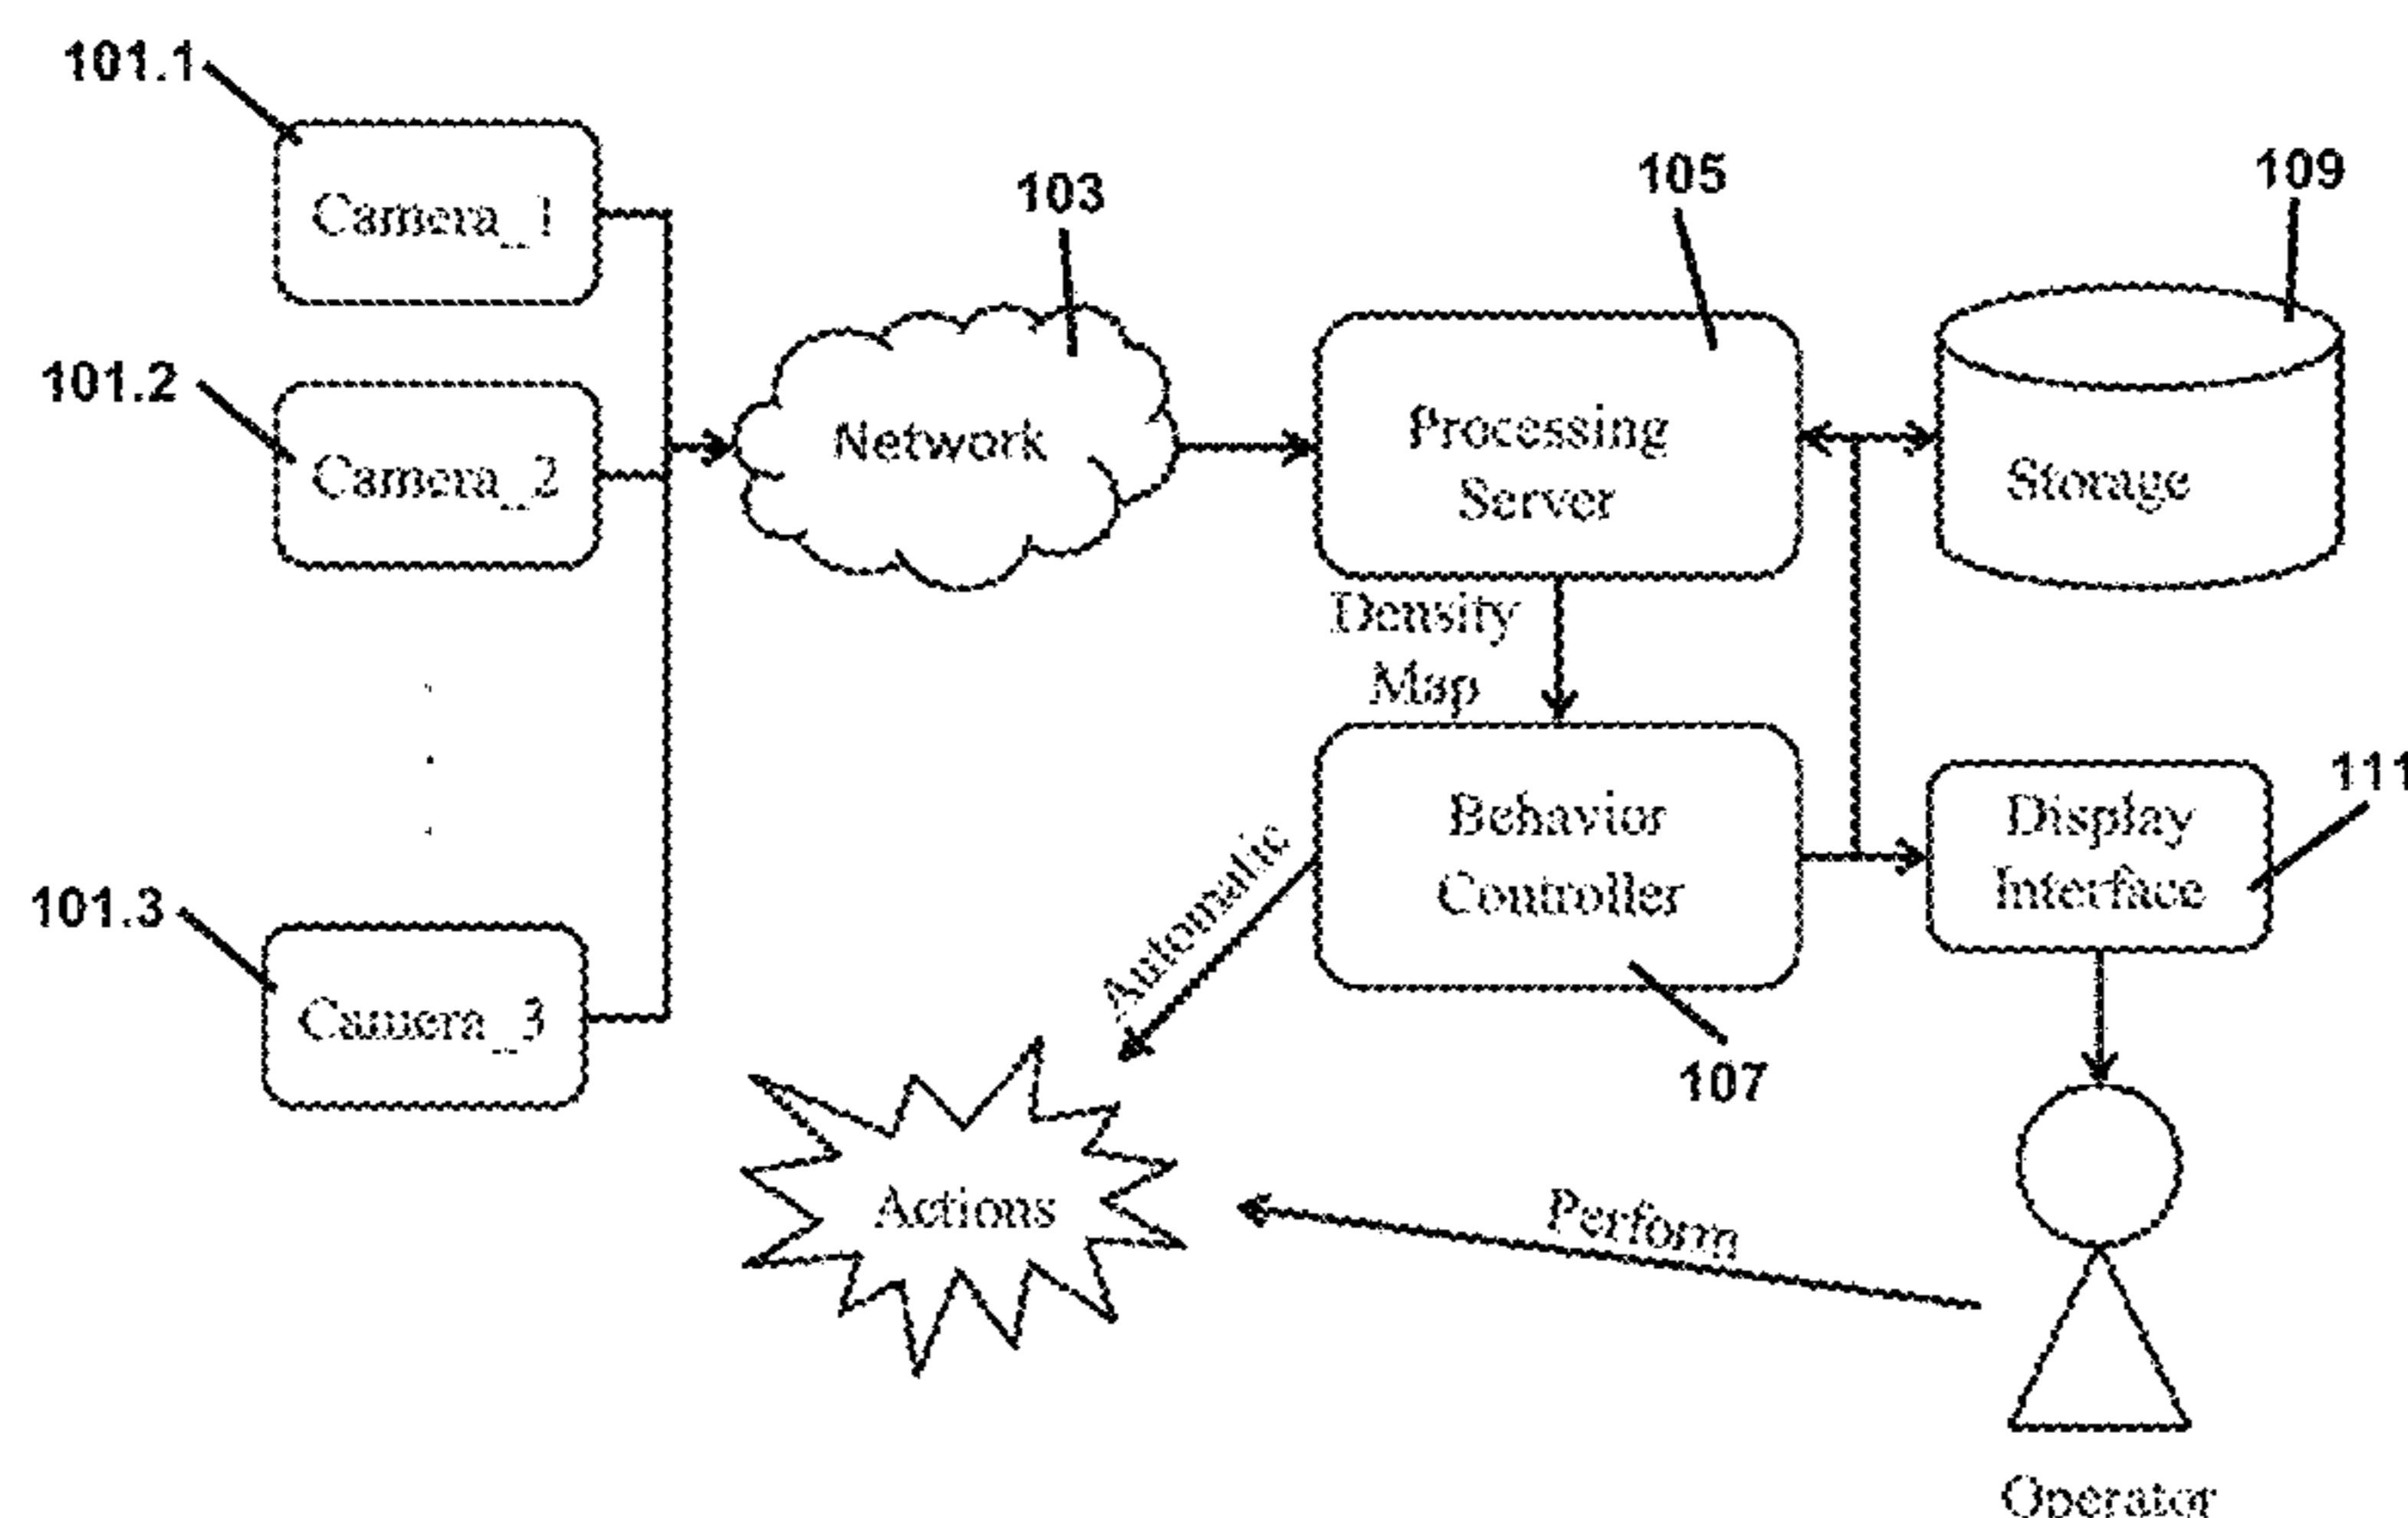 101.1
Camera_1
101.2
Camera_2
101.3
Camera_3
103
Network
105
Processing
Server
109
Storage
Density
Map
Behavior
Controller
107
111
Display
Interface
Automatic
Actions
Perform
Operator